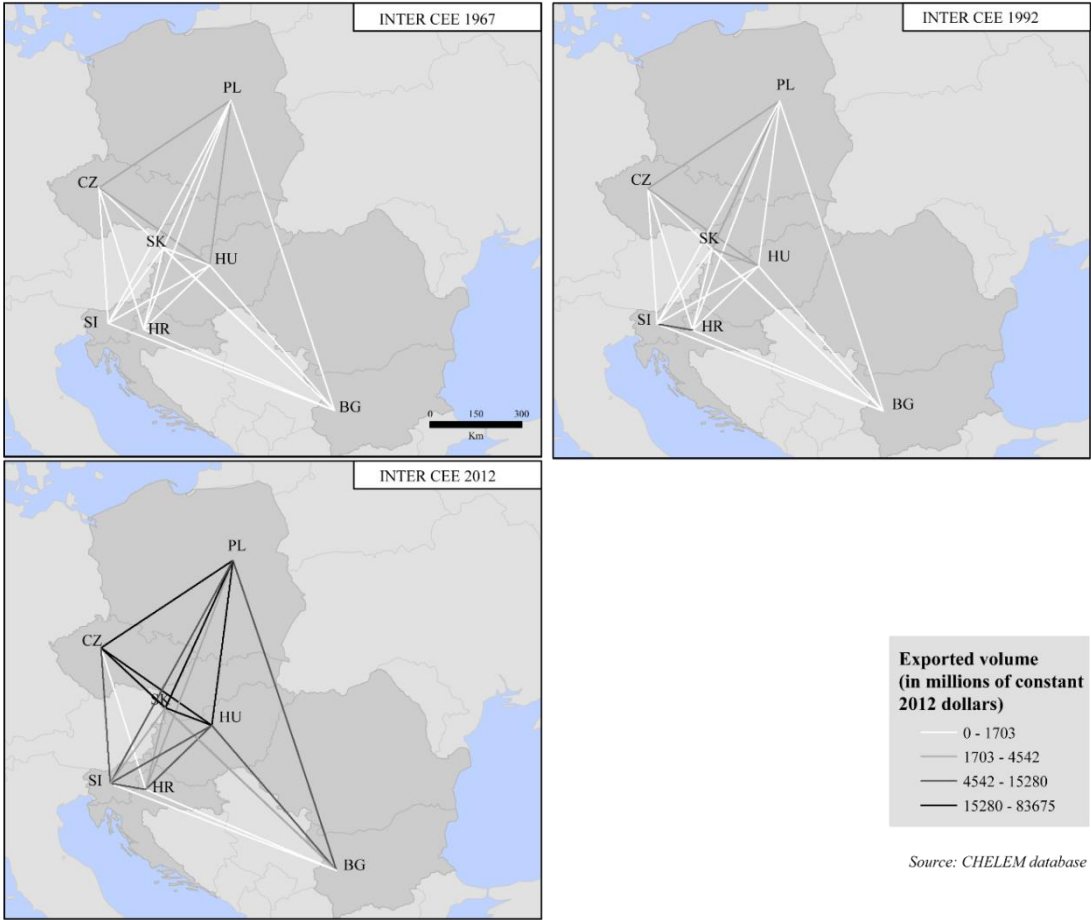 INTER CEE 1967
PL
CZ
SK
HU
SI
HR
BG
0 150 300
Km
INTER CEE 1992
PL
CZ
SK
HU
SI
HR
BG
INTER CEE 2012
PL
CZ
SK
HU
SI
HR
BG
Exported volume
(in millions of constant
2012 dollars)
0 - 1703
1703 - 4542
4542 - 15280
15280 - 83675
Source: CHELEM database